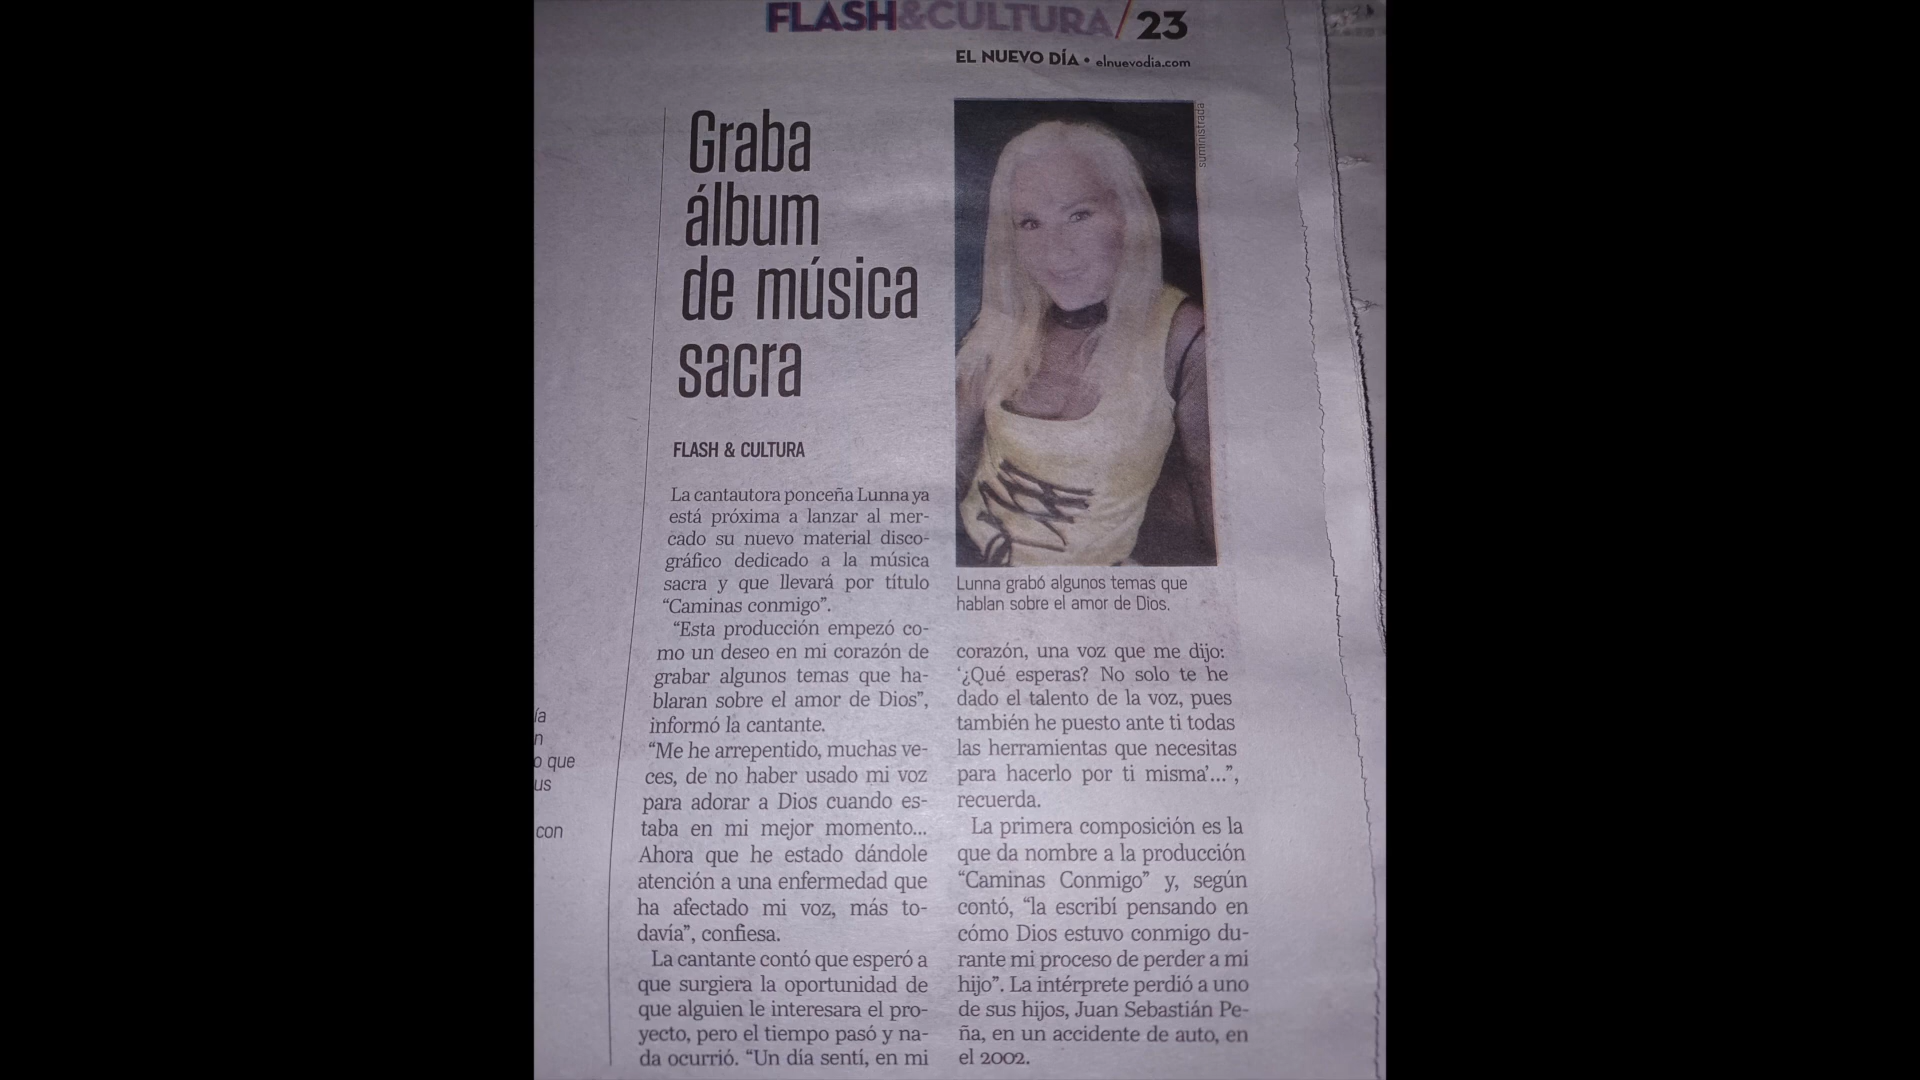 FLASH&CULTURA/23
EL NUEVO DÍA • elnuevodia.com
Graba
álbum
de música
sacra
FLASH & CULTURA
La cantautora ponceña Lunna ya
está próxima a lanzar al mer-
cado su nuevo material disco-
gráfico dedicado a la música
sacra y que llevará por título
“Caminas conmigo”.
“Esta producción empezó co-
mo un deseo en mi corazón de
grabar algunos temas que ha-
blaran sobre el amor de Dios”,
informó la cantante.
“Me he arrepentido, muchas ve-
ces, de no haber usado mi voz
para adorar a Dios cuando es-
taba en mi mejor momento...
Ahora que he estado dándole
atención a una enfermedad que
ha afectado mi voz, más to-
davía”, confiesa.
La cantante contó que esperó a
que surgiera la oportunidad de
que alguien le interesara el pro-
yecto, pero el tiempo pasó y na-
da ocurrió. “Un día sentí, en mi
suministrada
Lunna grabó algunos temas que
hablan sobre el amor de Dios.
corazón, una voz que me dijo:
‘¿Qué esperas? No solo te he
dado el talento de la voz, pues
también he puesto ante ti todas
las herramientas que necesitas
para hacerlo por ti misma’...”,
recuerda.
La primera composición es la
que da nombre a la producción
“Caminas Conmigo” y, según
contó, “la escribí pensando en
cómo Dios estuvo conmigo du-
rante mi proceso de perder a mi
hijo”. La intérprete perdió a uno
de sus hijos, Juan Sebastián Pe-
ña, en un accidente de auto, en
el 2002.
ía
n
o que
us
con